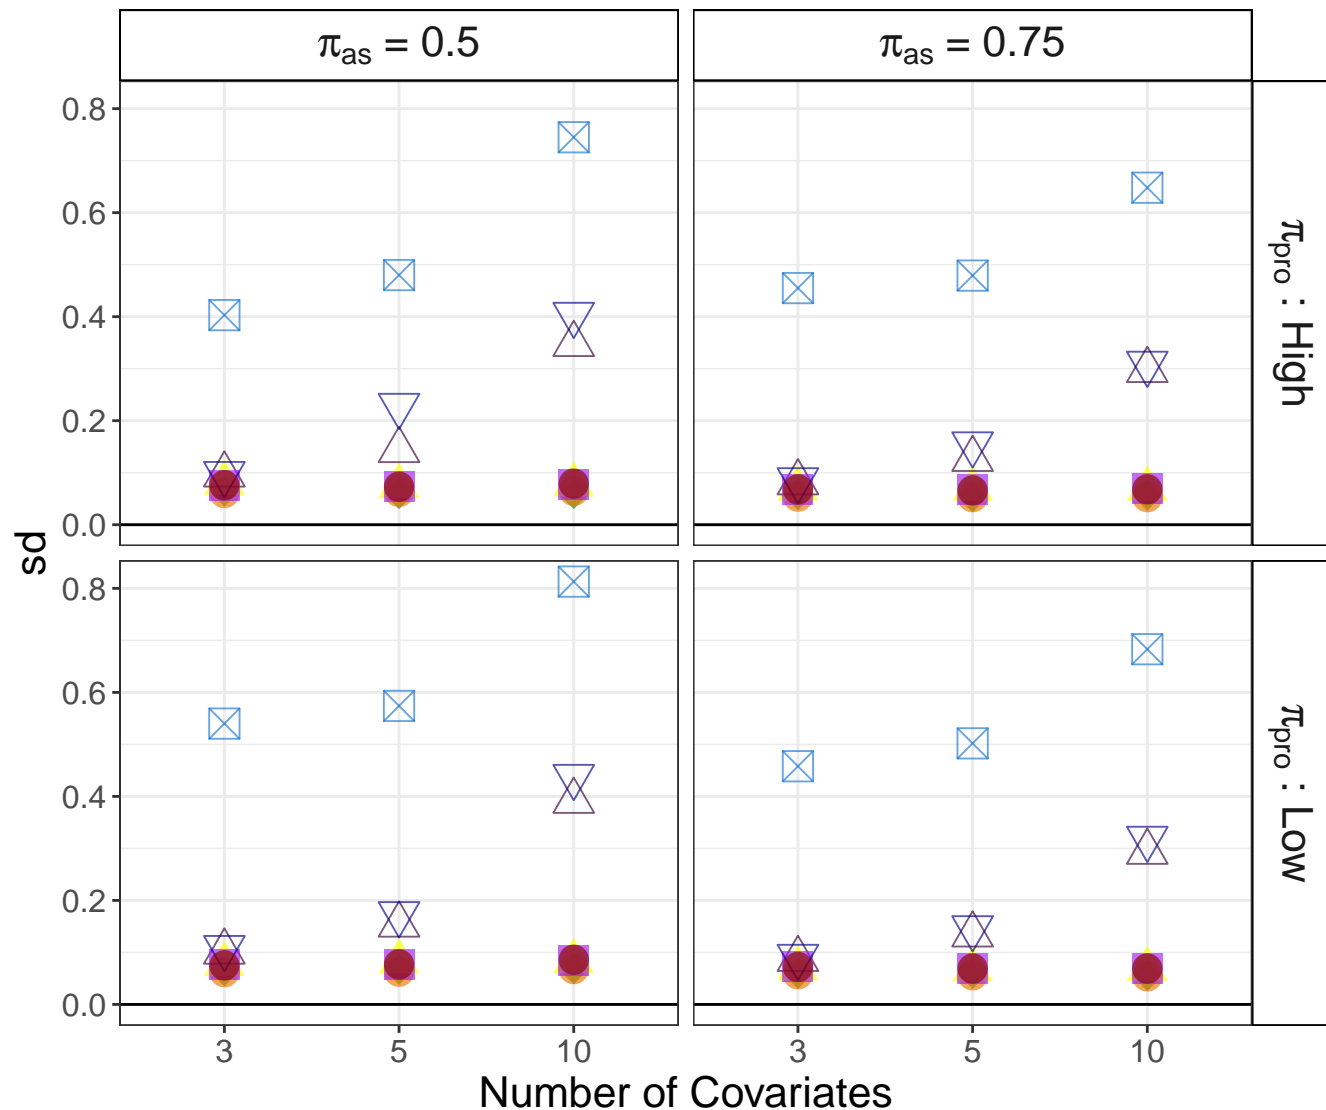 π_as = 0.5
π_as = 0.75
0.8
0.6
0.4
0.2
0.0
π_pro : High
0.8
0.6
0.4
0.2
0.0
π_pro : Low
sd
3
5
10
3
5
10
Number of Covariates